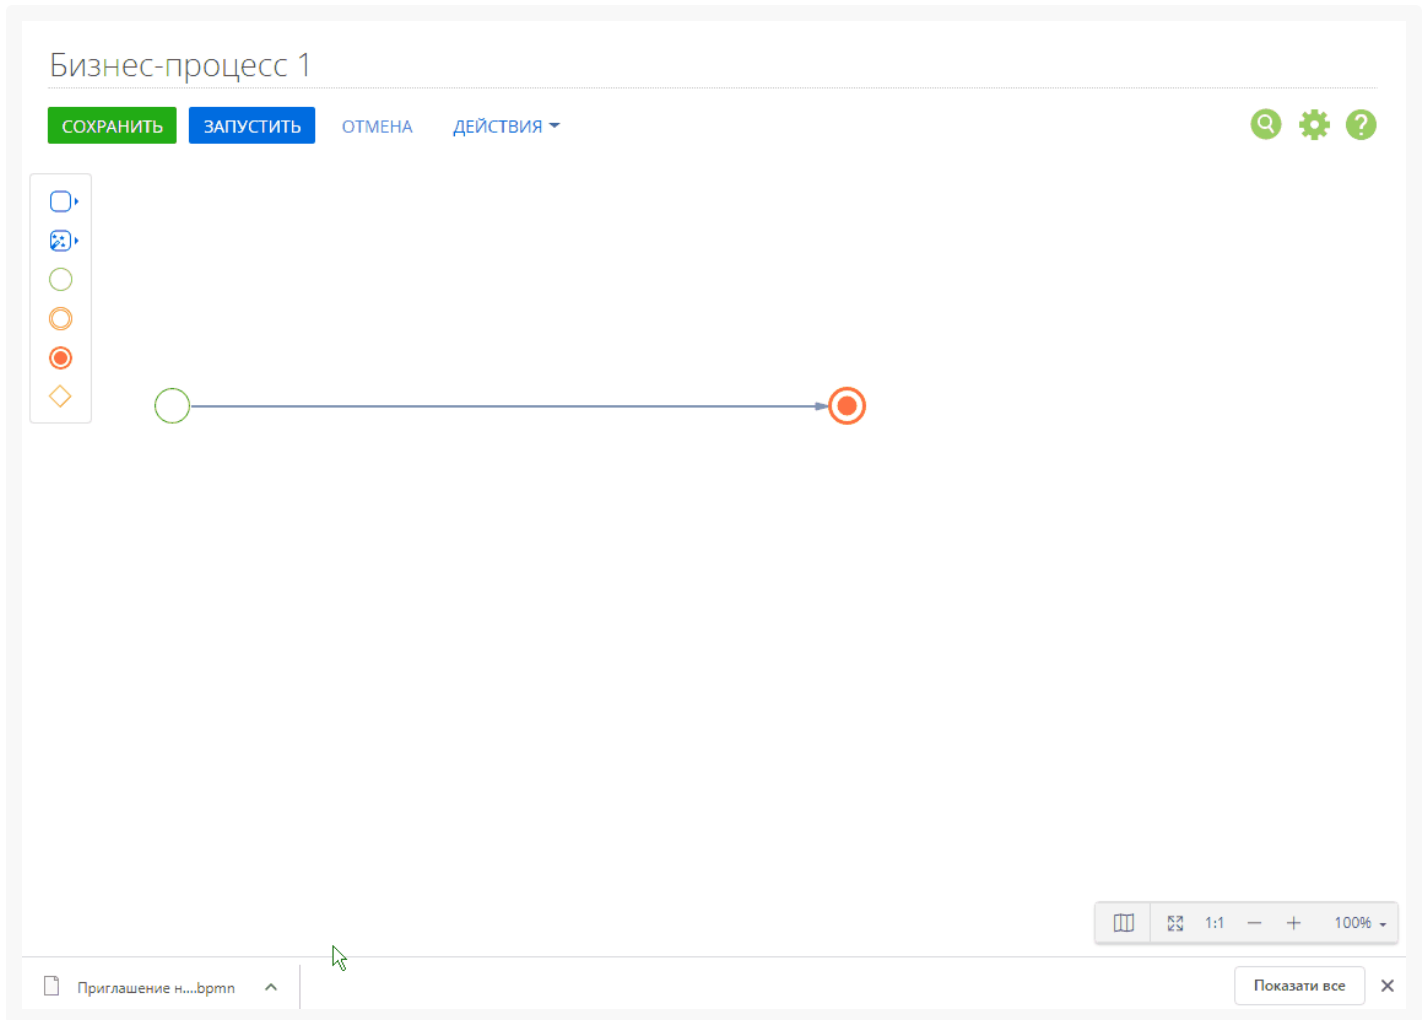 Бизнес-процесс 1
СОХРАНИТЬ ЗАПУСТИТЬ ОТМЕНА ДЕЙСТВИЯ
1:1 100%
Приглашение н....bpmn Показати все